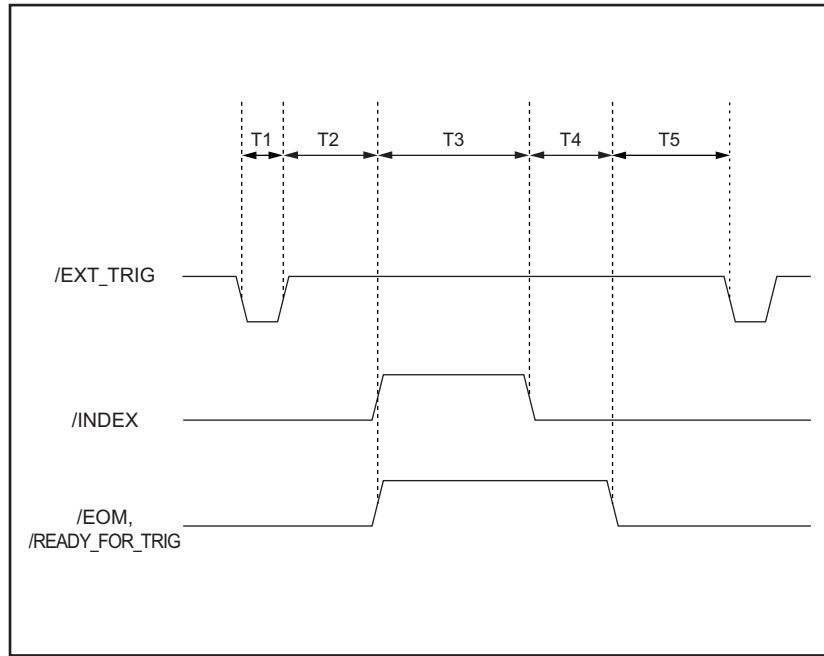 T1 T2 T3 T4 T5
/EXT_TRIG
/INDEX
/EOM,
/READY_FOR_TRIG